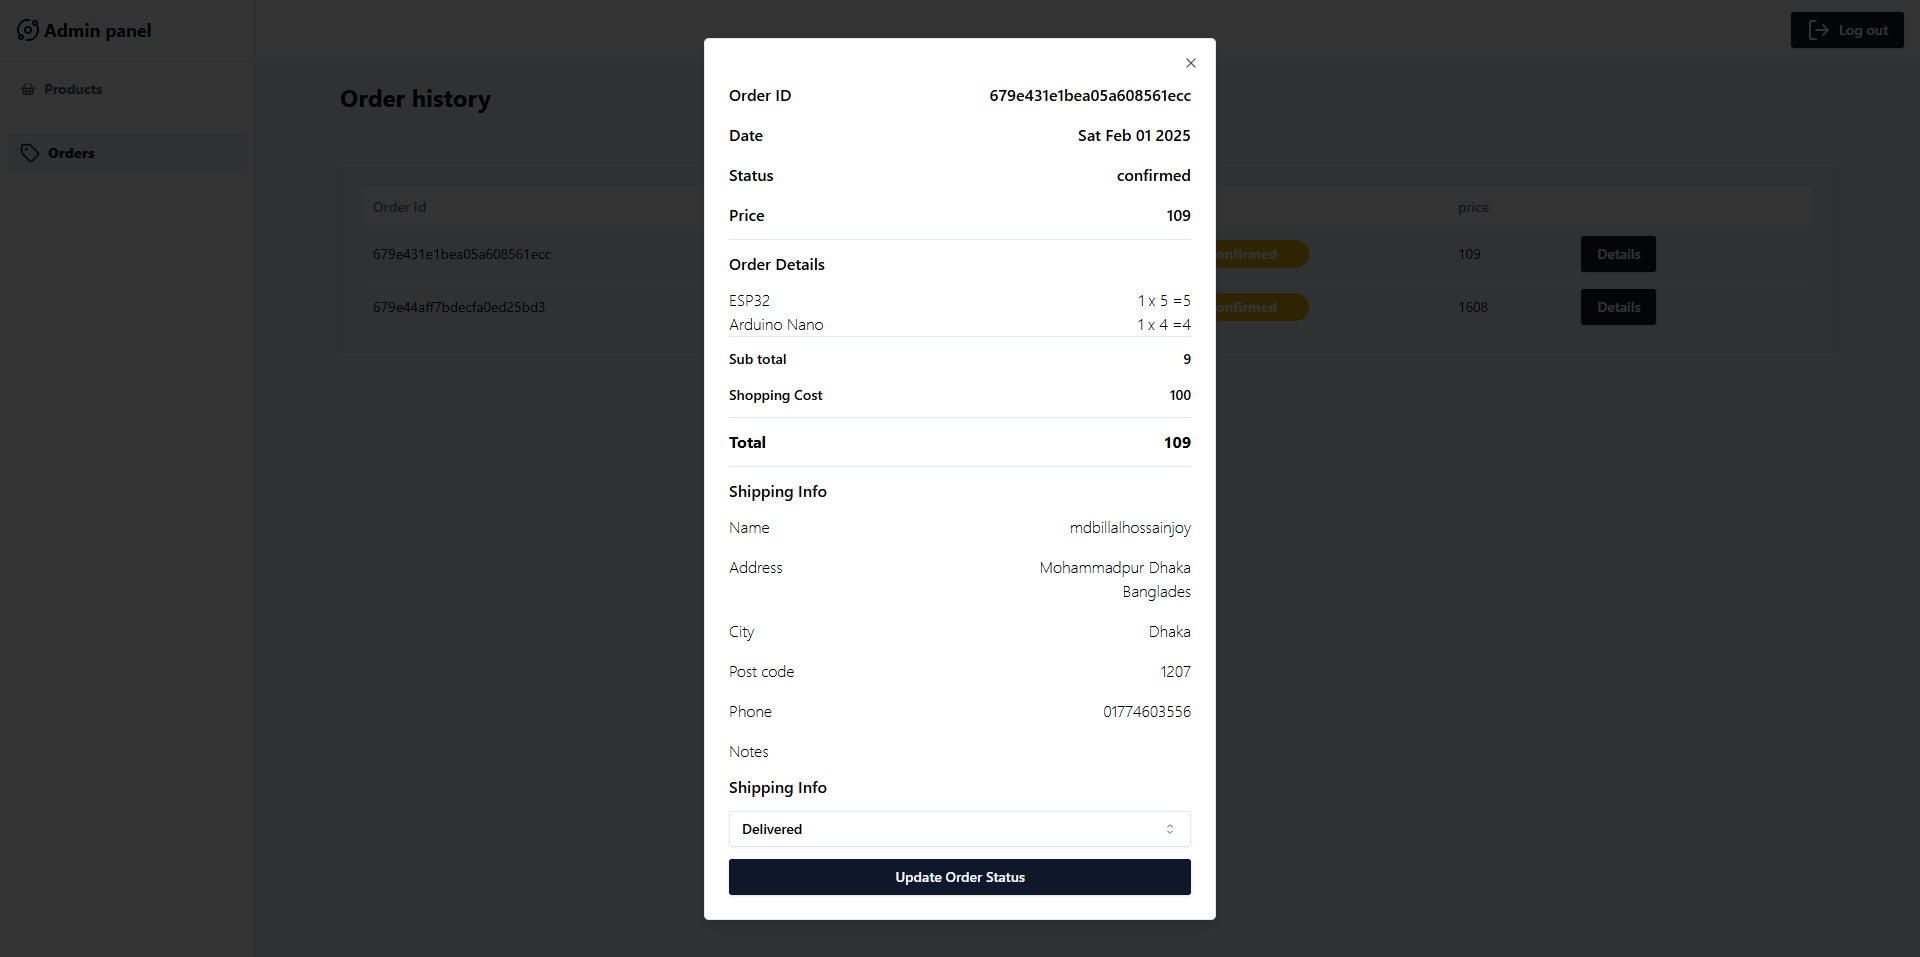 Admin panel
Log out
Products
Orders
Order history
Order Id
price
679e431e1bea05a608561ecc
onfirmed
109
Details
679e44aff7bdecfa0ed25bd3
onfirmed
1608
Details
Order ID 679e431e1bea05a608561ecc
Date Sat Feb 01 2025
Status confirmed
Price 109
Order Details
ESP32 1 x 5 =5
Arduino Nano 1 x 4 =4
Sub total 9
Shopping Cost 100
Total 109
Shipping Info
Name mdbillalhossainjoy
Address Mohammadpur Dhaka
Banglades
City Dhaka
Post code 1207
Phone 01774603556
Notes
Shipping Info
Delivered
Update Order Status